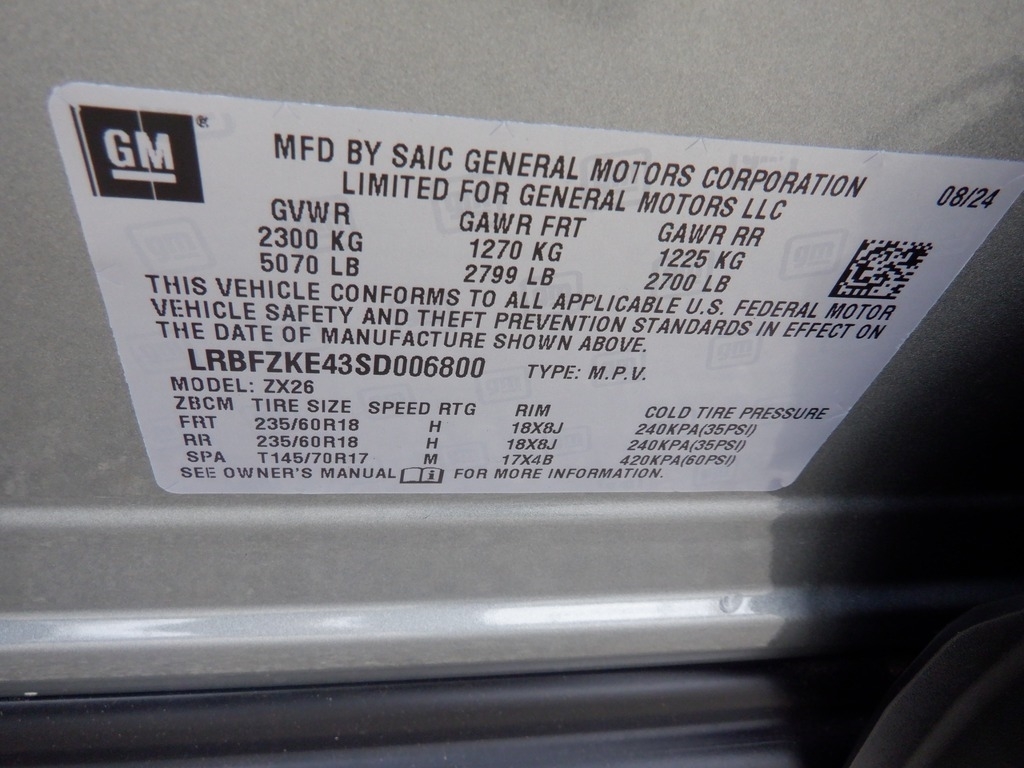 GM®
MFD BY SAIC GENERAL MOTORS CORPORATION
LIMITED FOR GENERAL MOTORS LLC
08/24
GVWR GAWR FRT GAWR RR
2300 KG 1270 KG 1225 KG
5070 LB 2799 LB 2700 LB
THIS VEHICLE CONFORMS TO ALL APPLICABLE U.S. FEDERAL MOTOR
VEHICLE SAFETY AND THEFT PREVENTION STANDARDS IN EFFECT ON
THE DATE OF MANUFACTURE SHOWN ABOVE.
LRBFZKE43SD006800 TYPE: M.P.V.
MODEL: ZX26
ZBCM TIRE SIZE SPEED RTG RIM COLD TIRE PRESSURE
FRT 235/60R18 H 18X8J 240KPA(35PSI)
RR 235/60R18 H 18X8J 240KPA(35PSI)
SPA T145/70R17 M 17X4B 420KPA(60PSI)
SEE OWNER'S MANUAL i FOR MORE INFORMATION.